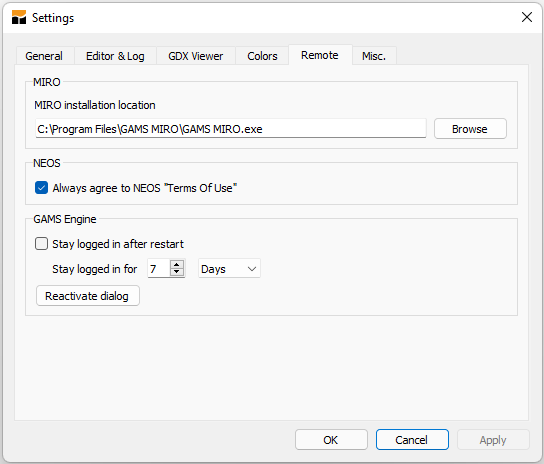 Settings
General Editor & Log GDX Viewer Colors Remote Misc.
MIRO
MIRO installation location
C:\Program Files\GAMS MIRO\GAMS MIRO.exe Browse
NEOS
Always agree to NEOS "Terms Of Use"
GAMS Engine
Stay logged in after restart
Stay logged in for 7 Days
Reactivate dialog
OK Cancel Apply